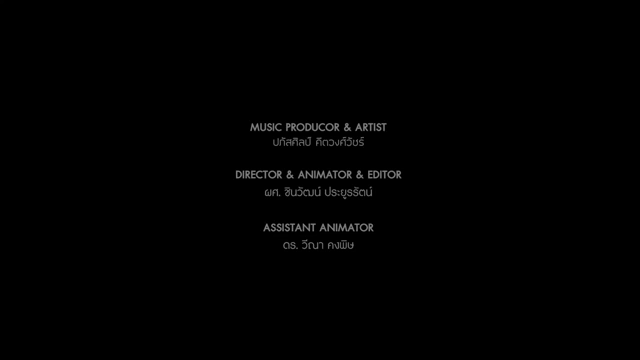 MUSIC PRODUCOR & ARTIST
ปภัสศิลป์ คีตวงศ์วัชร์
DIRECTOR & ANIMATOR & EDITOR
ผศ. ชินวัฒน์ ประยูรรัตน์
ASSISTANT ANIMATOR
ดร. วีณา คงพิษ